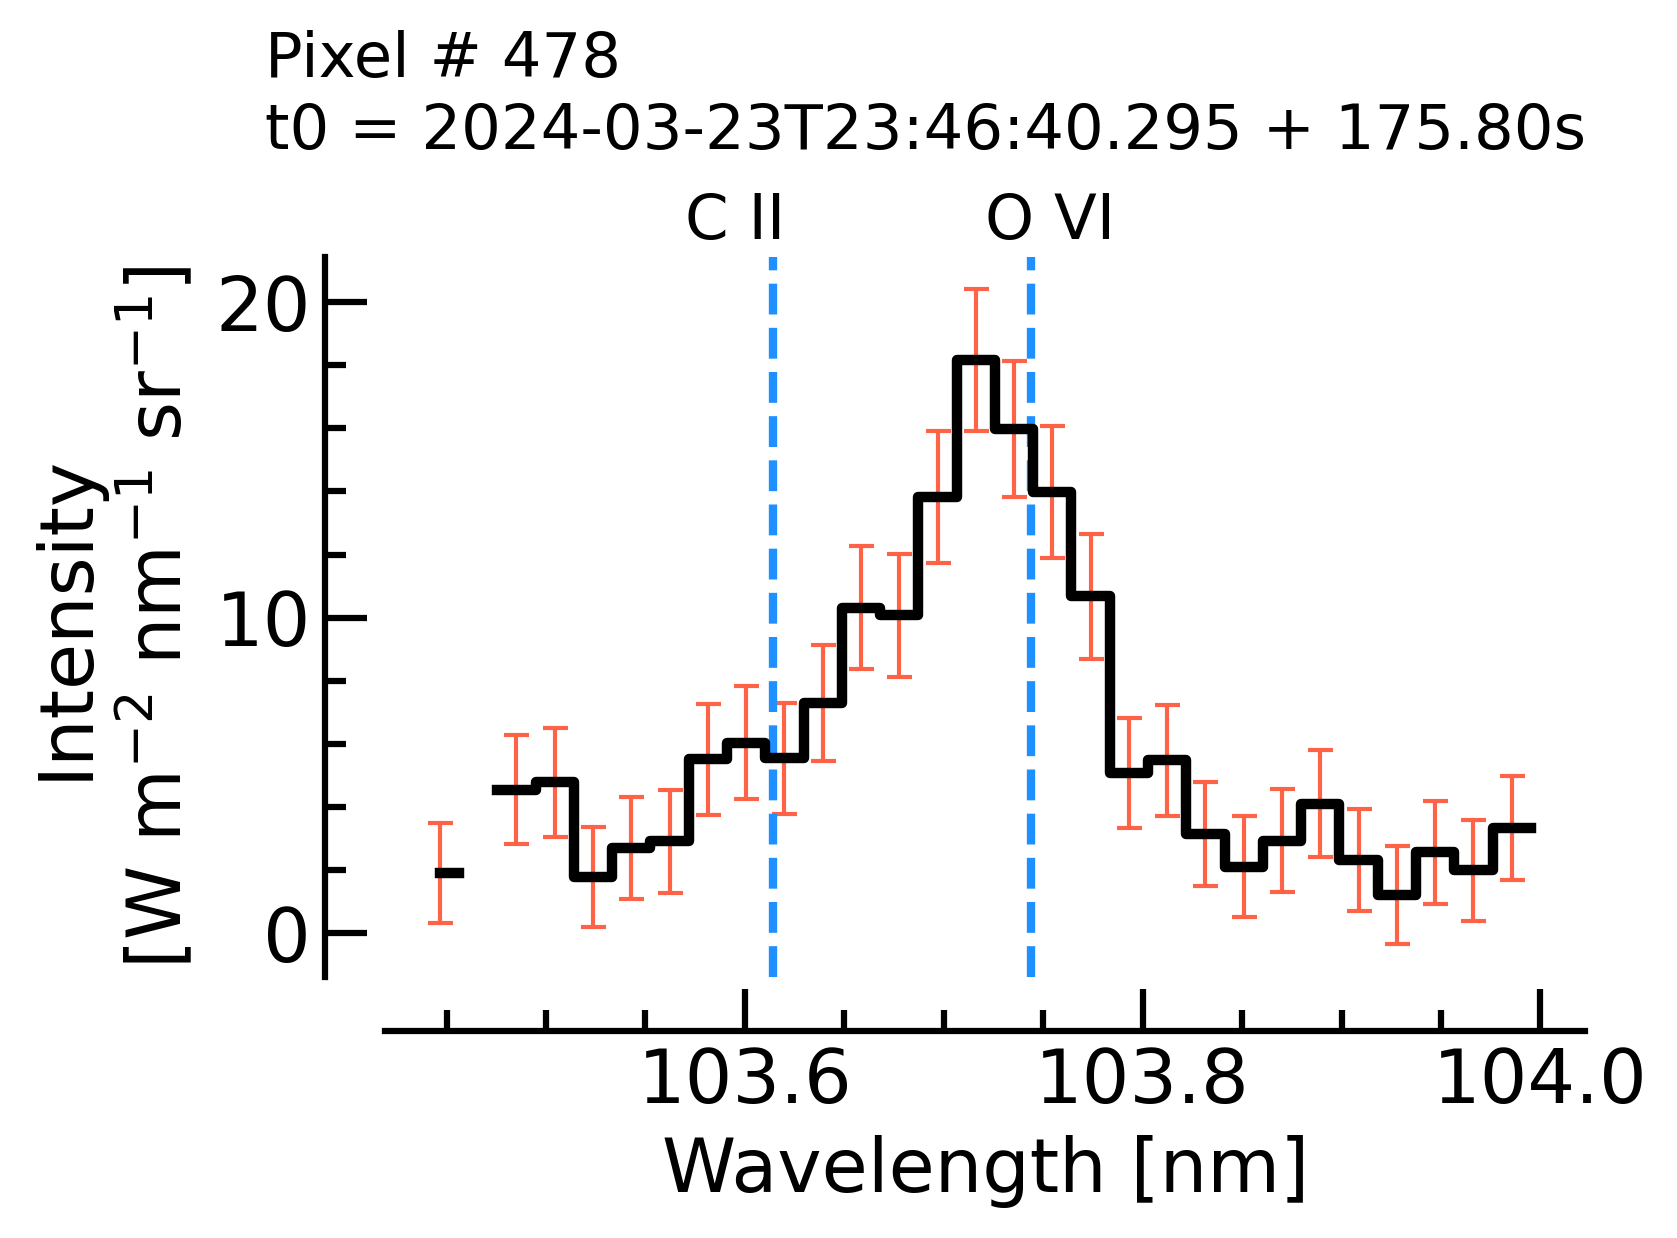 Pixel # 478
t0 = 2024-03-23T23:46:40.295 + 175.80s
C II
O VI
Intensity
[W m⁻² nm⁻¹ sr⁻¹]
20
10
0
103.6
103.8
104.0
Wavelength [nm]